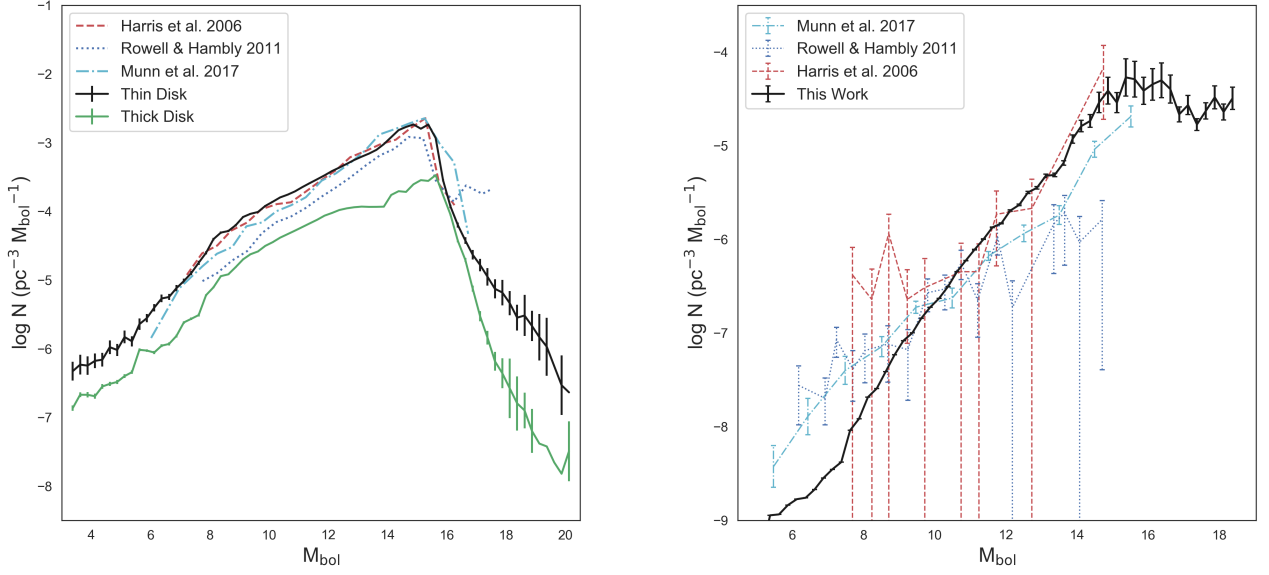 −1
−2
−3
−4
−5
−6
−7
−8
log N (pc⁻³ M_bol⁻¹)
Harris et al. 2006
Rowell & Hambly 2011
Munn et al. 2017
Thin Disk
Thick Disk
4 6 8 10 12 14 16 18 20
M_bol
−4
−5
−6
−7
−8
−9
log N (pc⁻³ M_bol⁻¹)
Munn et al. 2017
Rowell & Hambly 2011
Harris et al. 2006
This Work
6 8 10 12 14 16 18
M_bol